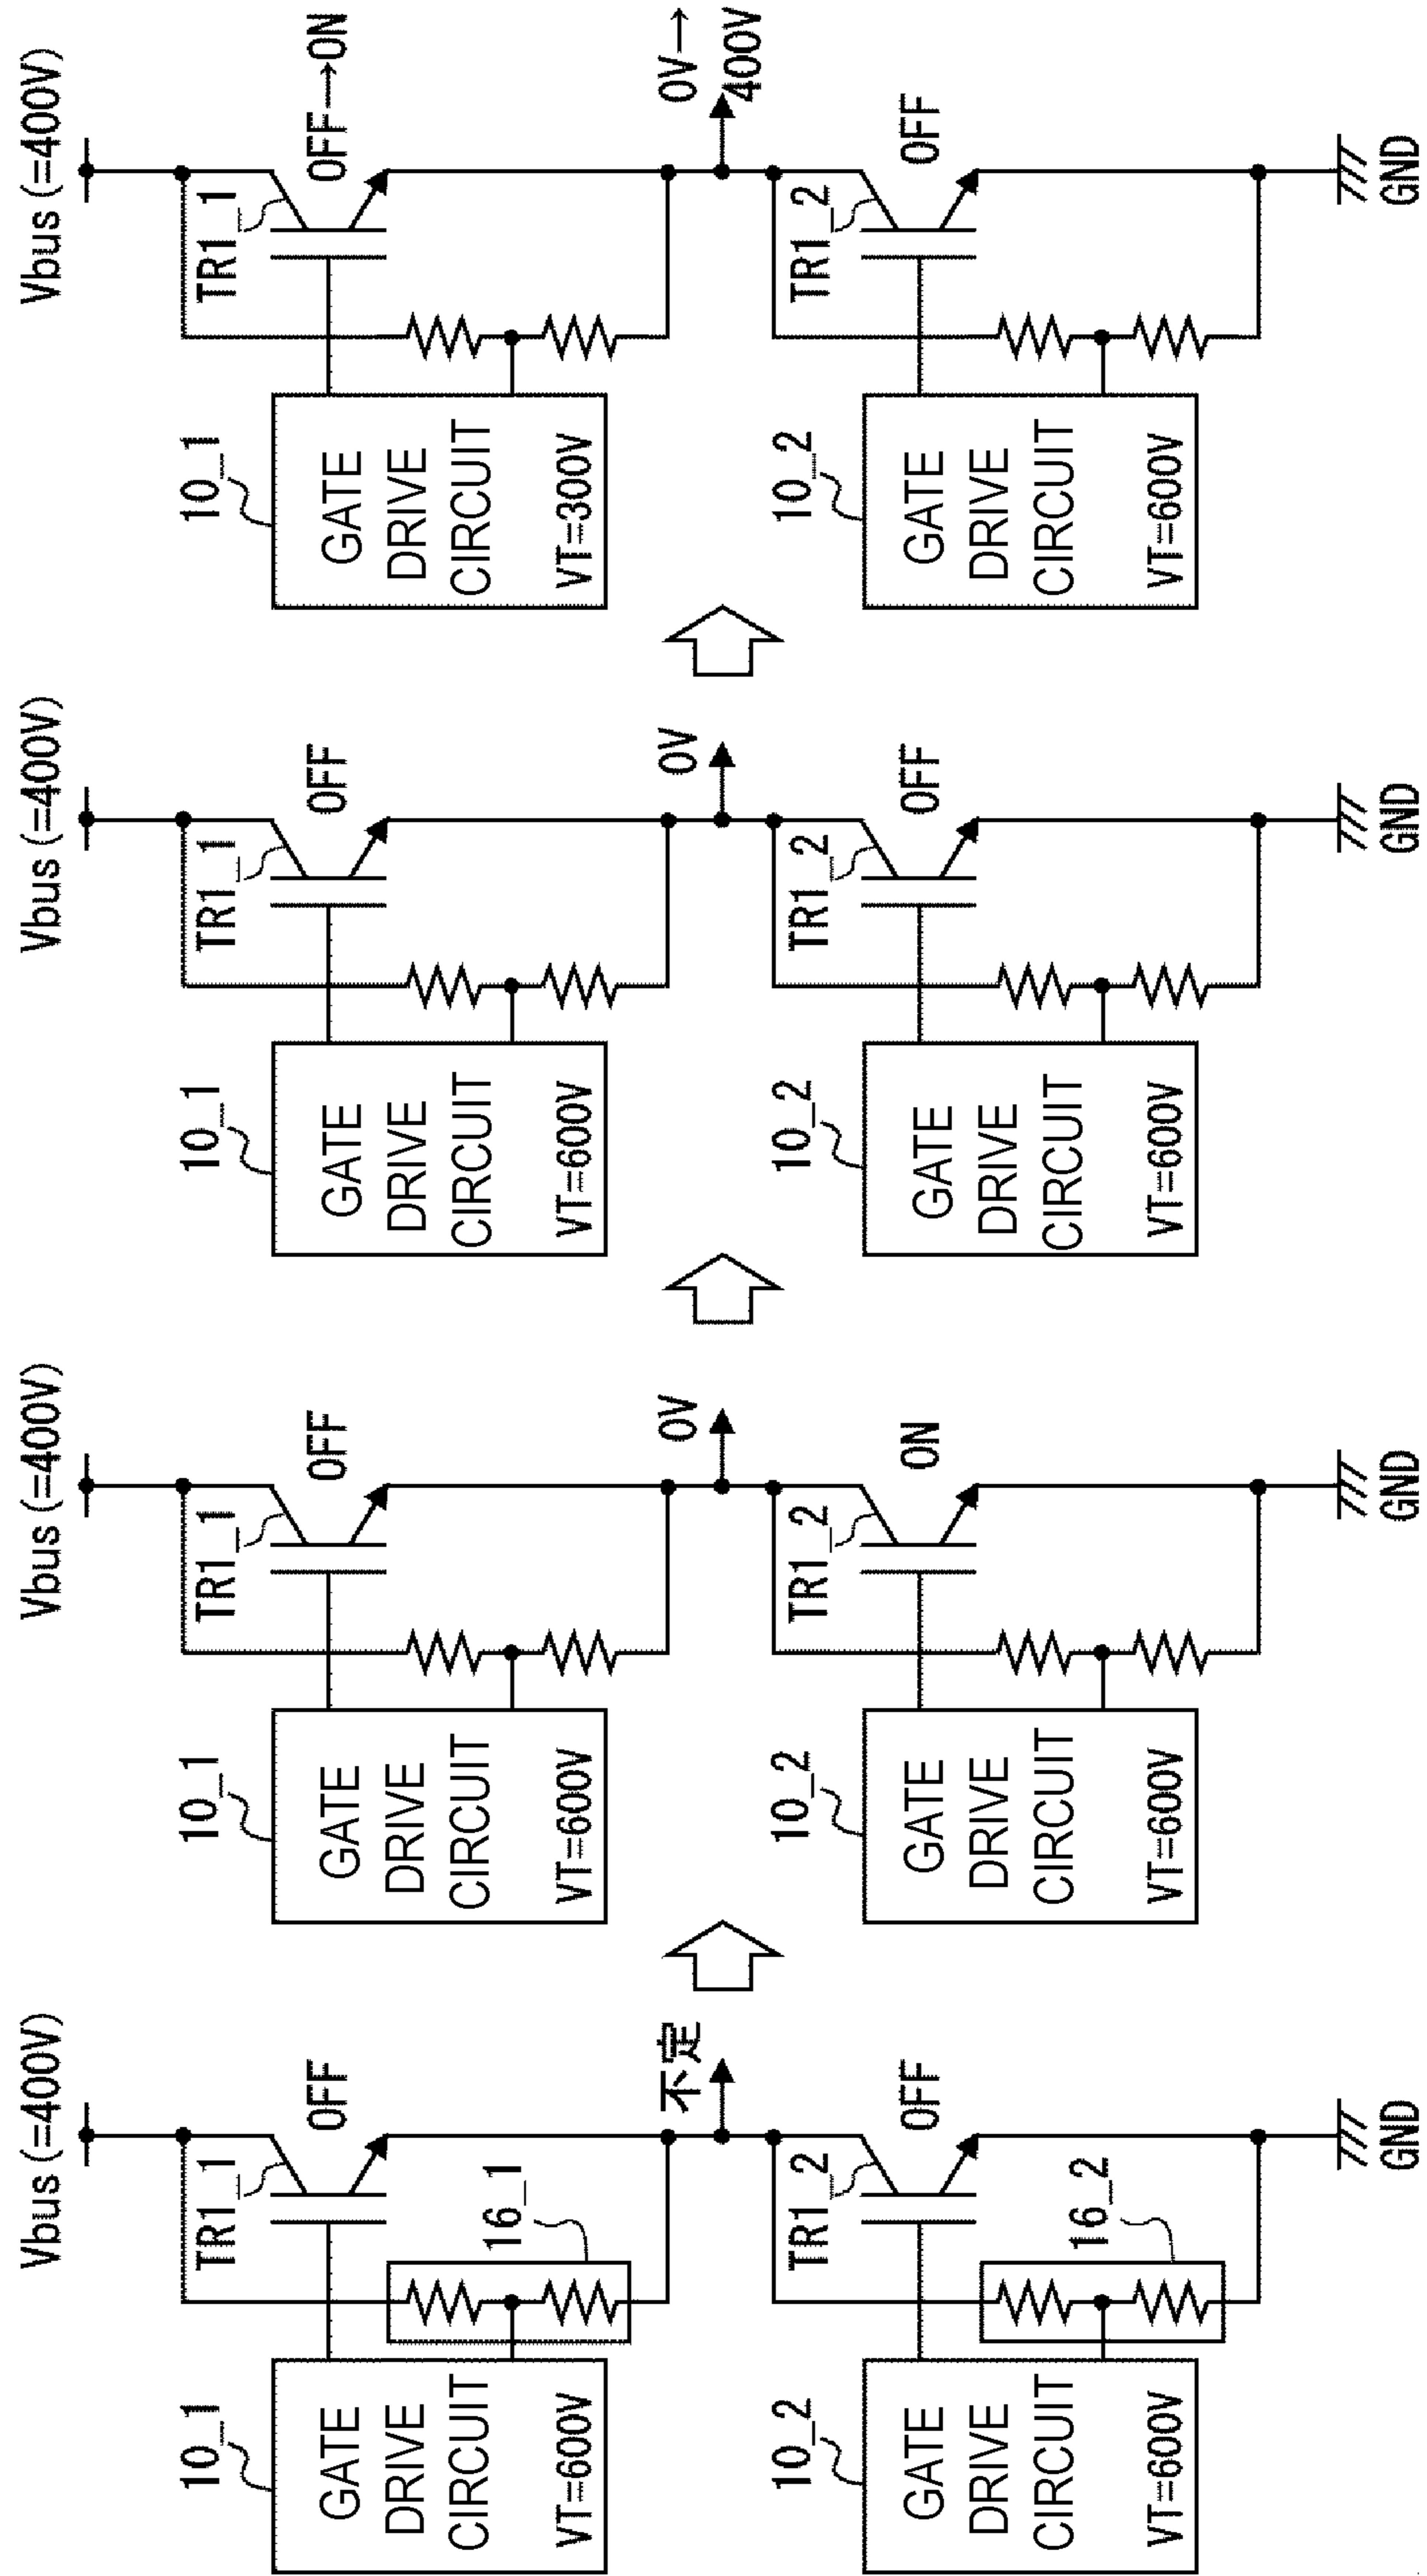 Vbus (=400V)
TR1_1
OFF
10_1
GATE
DRIVE
CIRCUIT
VT=600V
16_1
不定
TR1_2
OFF
10_2
GATE
DRIVE
CIRCUIT
VT=600V
16_2
GND
Vbus (=400V)
TR1_1
OFF
10_1
GATE
DRIVE
CIRCUIT
VT=600V
0V
TR1_2
ON
10_2
GATE
DRIVE
CIRCUIT
VT=600V
GND
Vbus (=400V)
TR1_1
OFF
10_1
GATE
DRIVE
CIRCUIT
VT=600V
0V
TR1_2
OFF
10_2
GATE
DRIVE
CIRCUIT
VT=600V
GND
Vbus (=400V)
TR1_1
OFF→ON
10_1
GATE
DRIVE
CIRCUIT
VT=300V
0V→
400V
TR1_2
OFF
10_2
GATE
DRIVE
CIRCUIT
VT=600V
GND